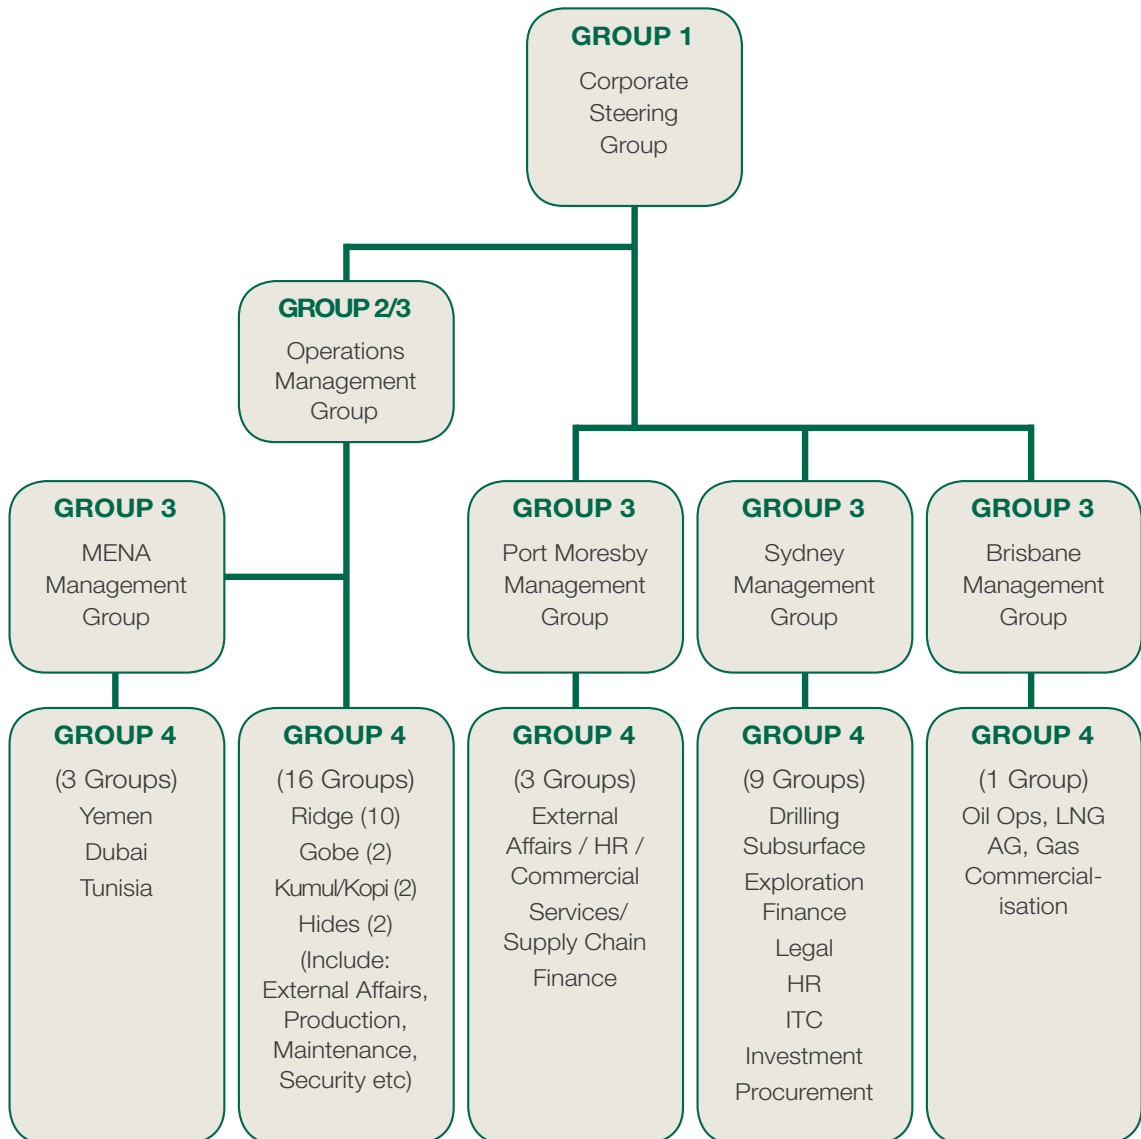 GROUP 1
Corporate
Steering
Group
GROUP 2/3
Operations
Management
Group
GROUP 3
MENA
Management
Group
GROUP 3
Port Moresby
Management
Group
GROUP 3
Sydney
Management
Group
GROUP 3
Brisbane
Management
Group
GROUP 4
(3 Groups)
Yemen
Dubai
Tunisia
GROUP 4
(16 Groups)
Ridge (10)
Gobe (2)
Kumul/Kopi (2)
Hides (2)
(Include:
External Affairs,
Production,
Maintenance,
Security etc)
GROUP 4
(3 Groups)
External
Affairs / HR /
Commercial
Services/
Supply Chain
Finance
GROUP 4
(9 Groups)
Drilling
Subsurface
Exploration
Finance
Legal
HR
ITC
Investment
Procurement
GROUP 4
(1 Group)
Oil Ops, LNG
AG, Gas
Commercial-
isation